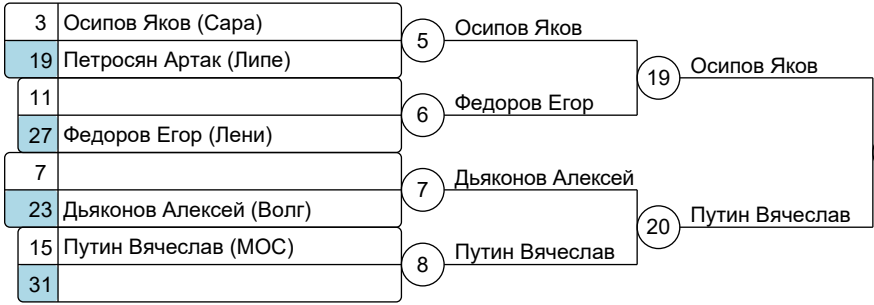 3 Осипов Яков (Сара)
19 Петросян Артак (Липе)
11
27 Федоров Егор (Лени)
7
23 Дьяконов Алексей (Волг)
15 Путин Вячеслав (МОС)
31
5 Осипов Яков
6 Федоров Егор
7 Дьяконов Алексей
8 Путин Вячеслав
19 Осипов Яков
20 Путин Вячеслав